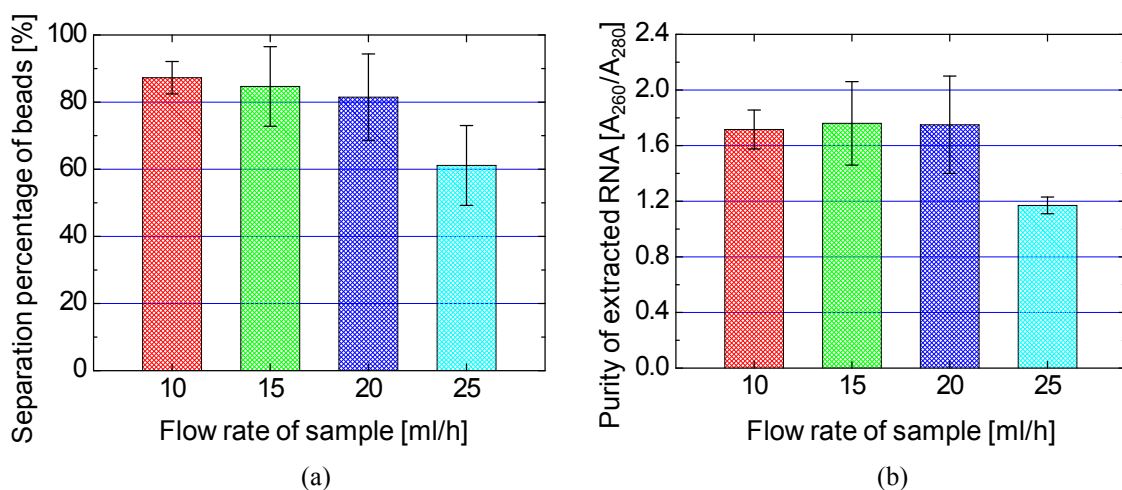 Separation percentage of beads [%]
100
80
60
40
20
0
10 15 20 25
Flow rate of sample [ml/h]
(a)
Purity of extracted RNA [A260/A280]
2.4
2.0
1.6
1.2
0.8
0.4
0.0
10 15 20 25
Flow rate of sample [ml/h]
(b)